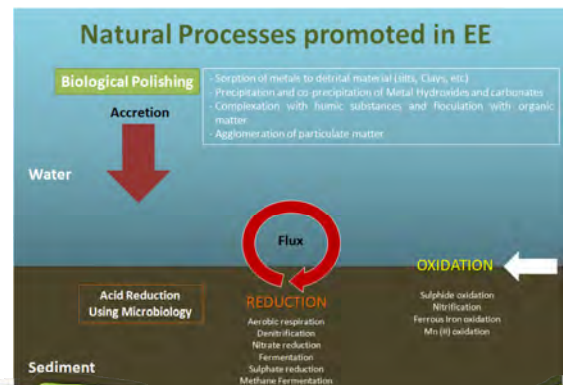 Natural Processes promoted in EE
Biological Polishing
- Sorption of metals to detrital material (silts, Clays, etc)
- Precipitation and co-precipitation of Metal Hydroxides and carbonates
- Complexation with humic substances and floculation with organic
matter
- Agglomeration of particulate matter
Accretion
Water
Flux
OXIDATION
Sulphide oxidation
Nitrification
Ferrous Iron oxidation
Mn (II) oxidation
Acid Reduction
Using Microbiology
REDUCTION
Aerobic respiration
Denitrification
Nitrate reduction
Fermentation
Sulphate reduction
Methane Fermentation
Sediment